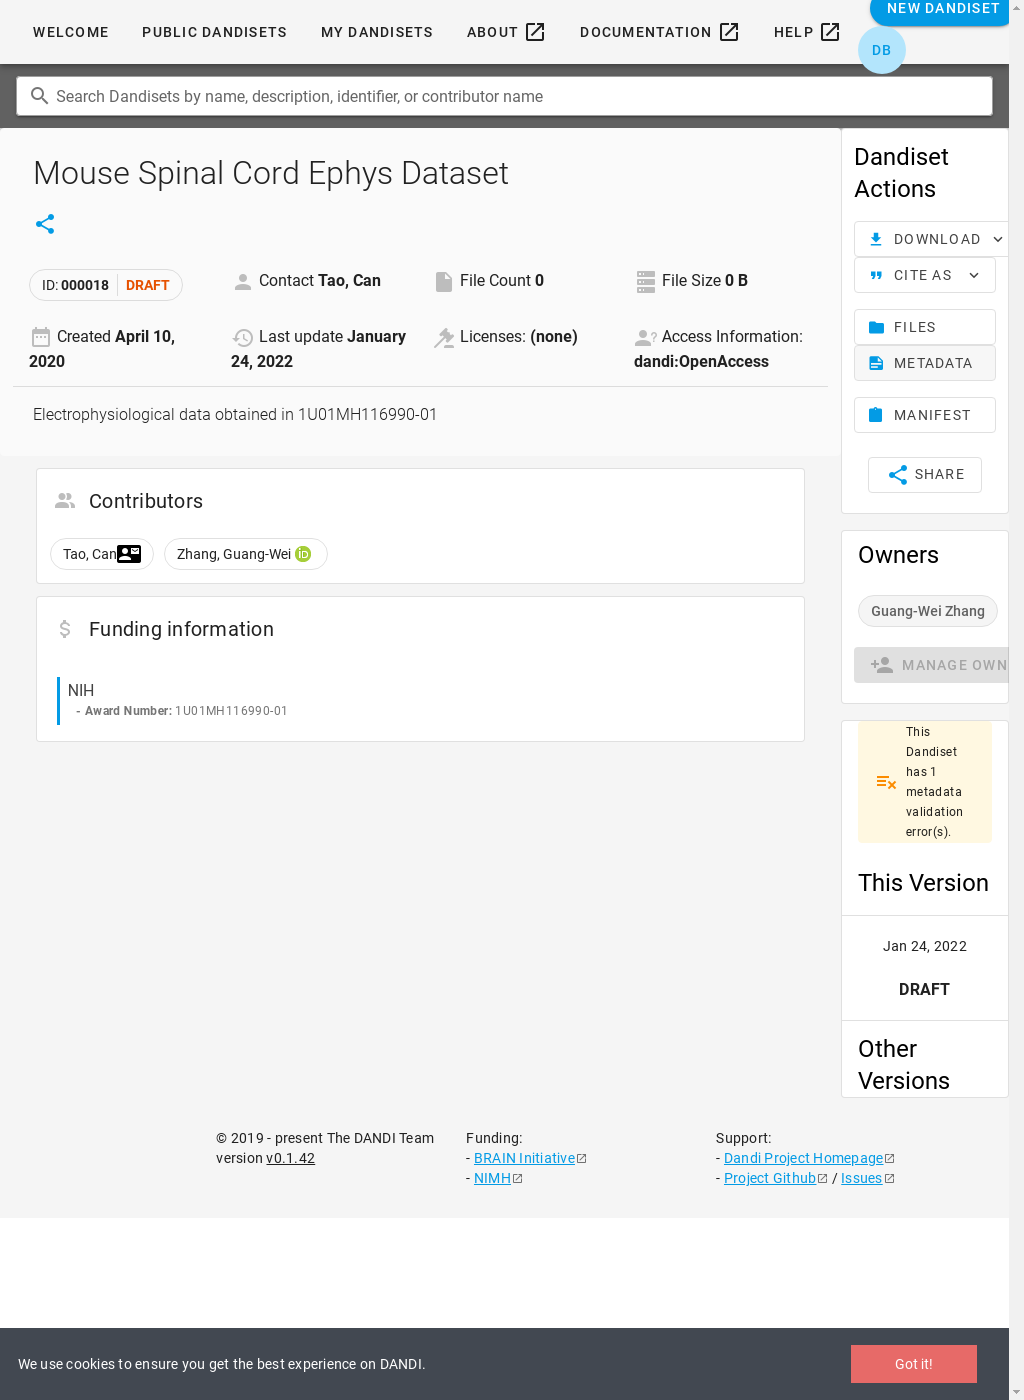 WELCOME
PUBLIC DANDISETS
MY DANDISETS
ABOUT
DOCUMENTATION
HELP
NEW DANDISET
DB
Search Dandisets by name, description, identifier, or contributor name
Mouse Spinal Cord Ephys Dataset
ID: 000018 DRAFT
Contact Tao, Can
File Count 0
File Size 0 B
Created April 10,
2020
Last update January
24, 2022
Licenses: (none)
Access Information:
dandi:OpenAccess
Electrophysiological data obtained in 1U01MH116990-01
Contributors
Tao, Can
Zhang, Guang-Wei
Funding information
NIH
- Award Number: 1U01MH116990-01
Dandiset
Actions
DOWNLOAD
CITE AS
FILES
METADATA
MANIFEST
SHARE
Owners
Guang-Wei Zhang
MANAGE OWN
This
Dandiset
has 1
metadata
validation
error(s).
This Version
Jan 24, 2022
DRAFT
Other
Versions
© 2019 - present The DANDI Team
version v0.1.42
Funding:
- BRAIN Initiative
- NIMH
Support:
- Dandi Project Homepage
- Project Github / Issues
We use cookies to ensure you get the best experience on DANDI.
Got it!